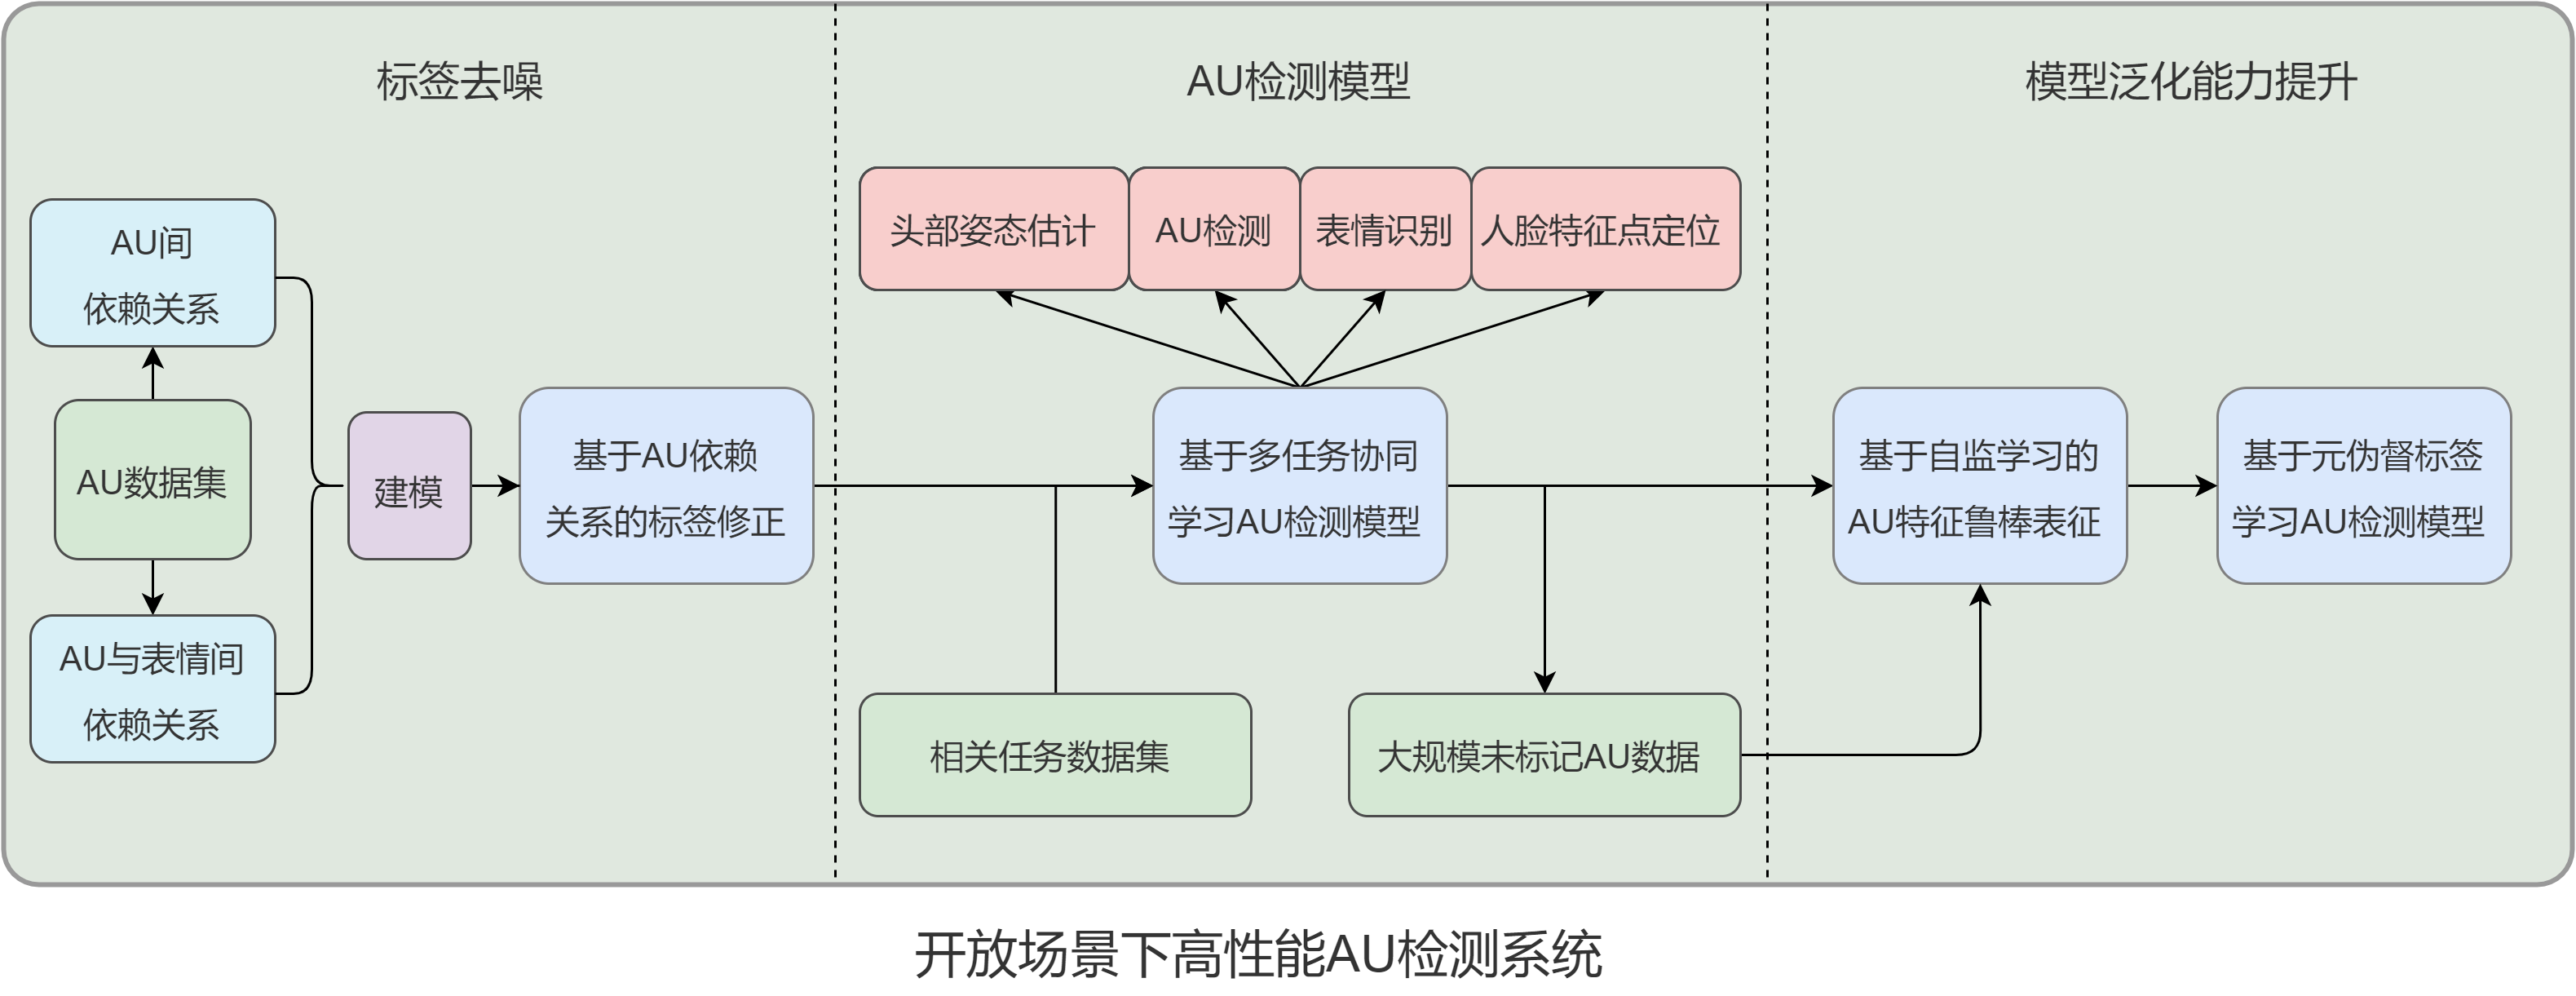 标签去噪
AU间
依赖关系
AU数据集
AU与表情间
依赖关系
建模
基于AU依赖
关系的标签修正
AU检测模型
头部姿态估计
AU检测
表情识别
人脸特征点定位
基于多任务协同
学习AU检测模型
相关任务数据集
大规模未标记AU数据
模型泛化能力提升
基于自监学习的
AU特征鲁棒表征
基于元伪督标签
学习AU检测模型
开放场景下高性能AU检测系统